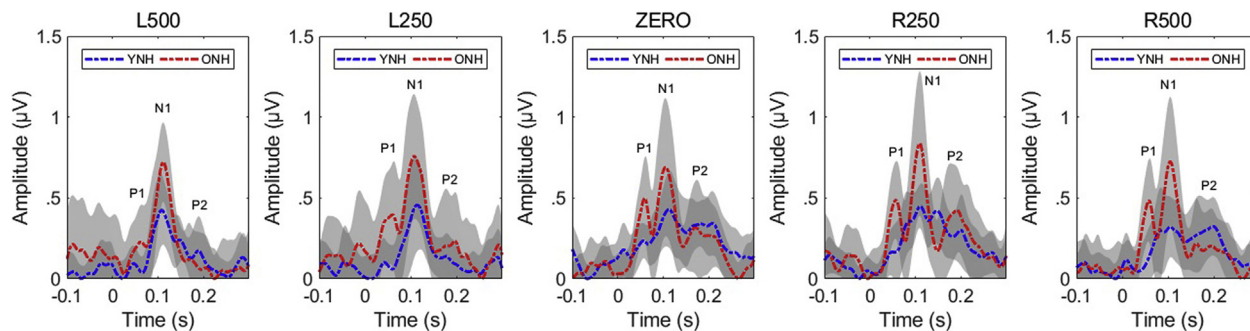 L500 L250 ZERO R250 R500
1.5 1.5 1.5 1.5 1.5
YNH ONH YNH ONH YNH ONH YNH ONH YNH ONH
N1 N1 N1 N1 N1
1 1 1 1 1
P1 P1 P1 P1 P1
P2 P2 P2 P2 P2
Amplitude (μV) Amplitude (μV) Amplitude (μV) Amplitude (μV) Amplitude (μV)
0.5 0.5 0.5 0.5 0.5
0 0 0 0 0
-0.1 0 0.1 0.2 -0.1 0 0.1 0.2 -0.1 0 0.1 0.2 -0.1 0 0.1 0.2 -0.1 0 0.1 0.2
Time (s) Time (s) Time (s) Time (s) Time (s)